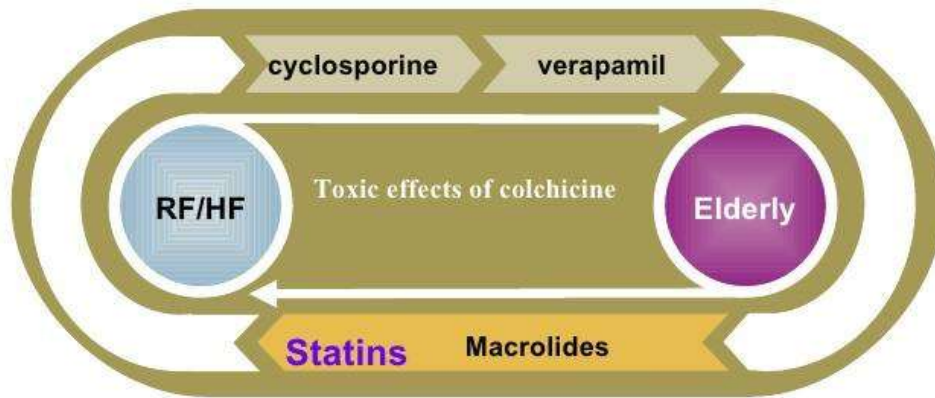 cyclosporine verapamil
RF/HF Toxic effects of colchicine Elderly
Statins Macrolides